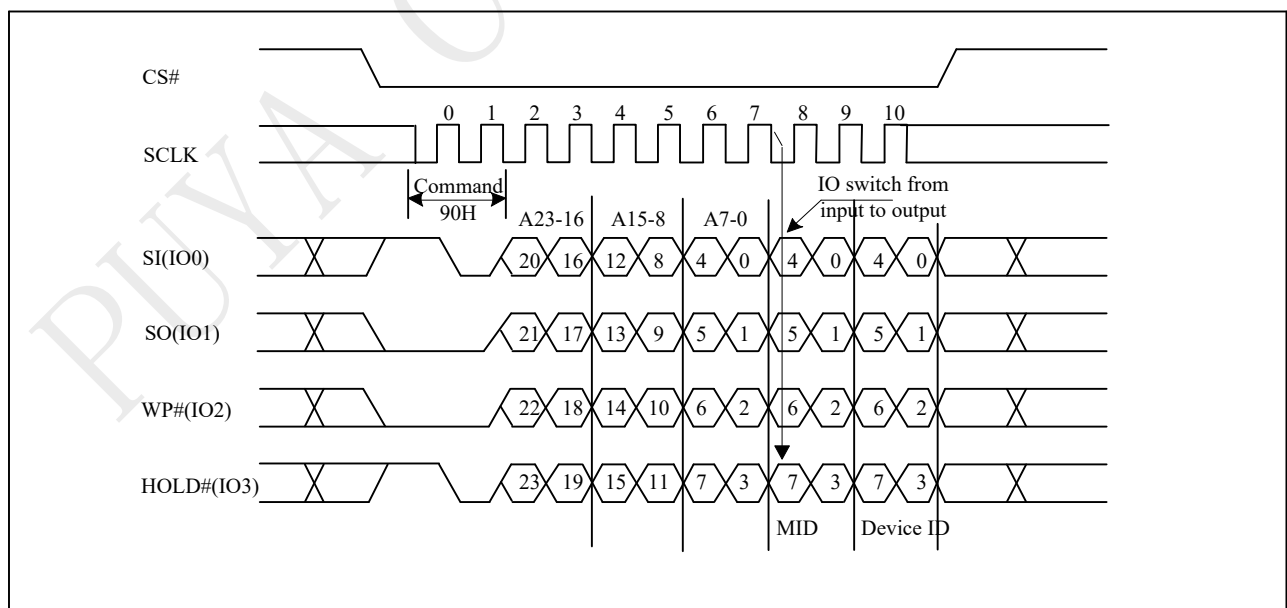 PUYA
CS#
0 1 2 3 4 5 6 7 8 9 10
SCLK
Command
90H
IO switch from
input to output
A23-16 A15-8 A7-0
SI(IO0)
20 16 12 8 4 0 4 0 4 0
SO(IO1)
21 17 13 9 5 1 5 1 5 1
WP#(IO2)
22 18 14 10 6 2 6 2 6 2
HOLD#(IO3)
23 19 15 11 7 3 7 3 7 3
MID Device ID